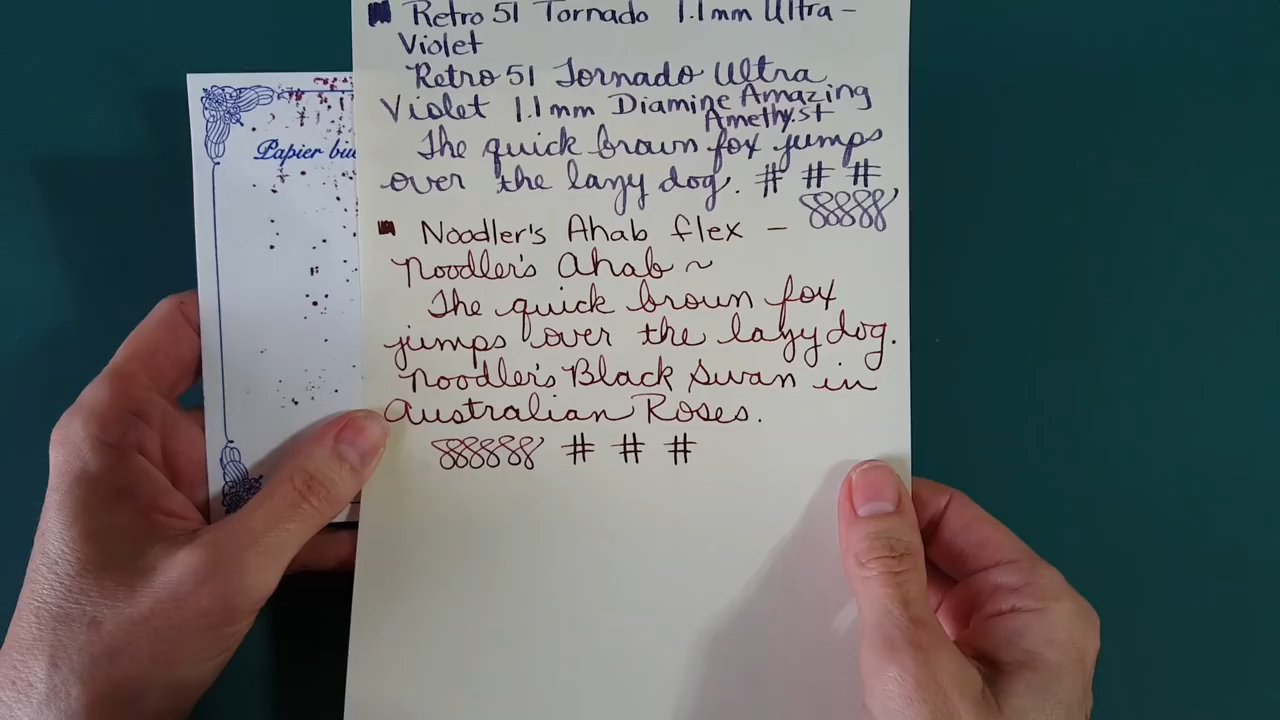 Retro 51 Tornado 1.1mm Ultra-
Violet
Retro 51 Tornado Ultra
Violet 1.1mm Diamine Amazing
Amethyst
The quick brown fox jumps
over the lazy dog. # # #
Noodler's Ahab flex -
Noodler's Ahab ~
The quick brown fox
jumps over the lazy dog.
Noodler's Black Swan in
Australian Roses.
# # #
Papier